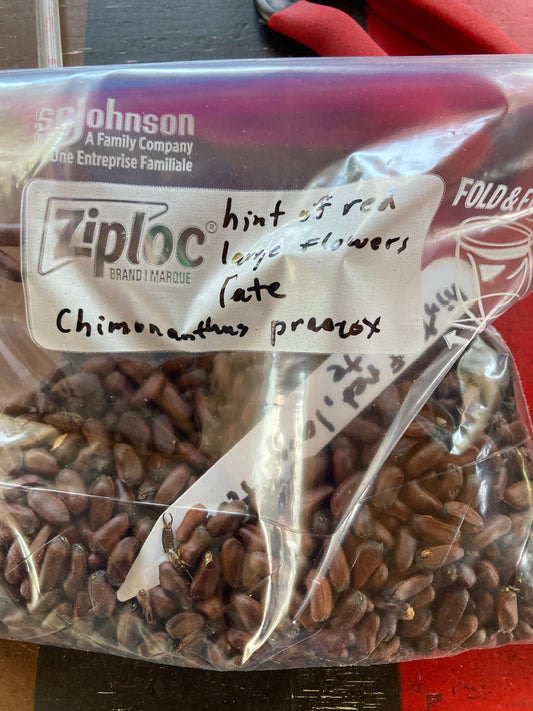 scjohnson
A Family Company
Une Entreprise Familiale
Ziploc®
BRAND | MARQUE
hint of red
large flowers
late
Chimonanthus praecox
FOLD & F